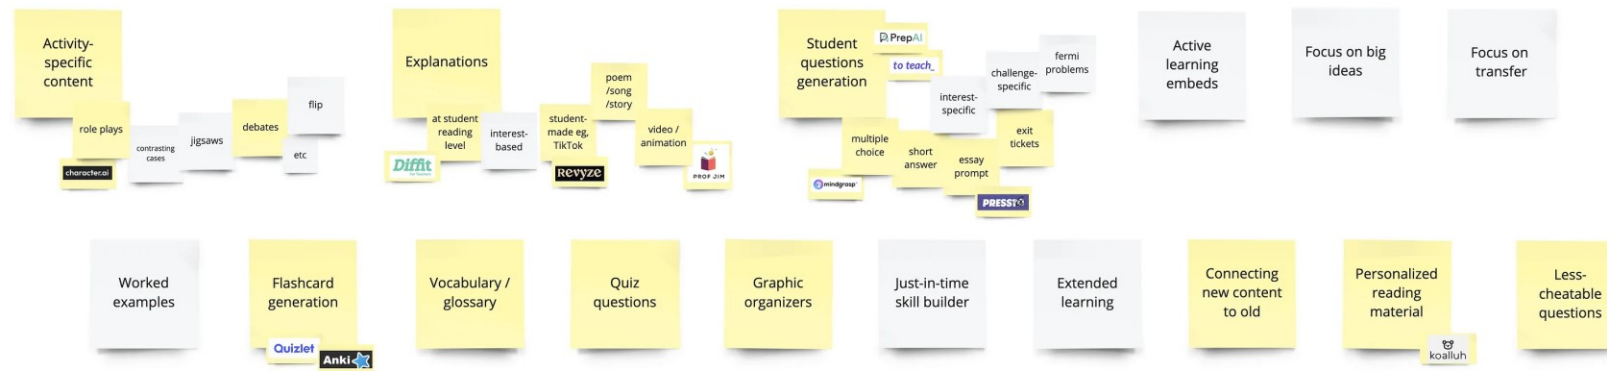 Activity-
specific
content
role plays
character.ai
contrasting
cases
jigsaws
debates
flip
etc
Explanations
at student
reading
level
Diffit
interest-
based
student-
made eg,
TikTok
Revyze
poem
/song
/story
video /
animation
PROF JIM
Student
questions
generation
PrepAI
to teach_
multiple
choice
mindgrasp
short
answer
essay
prompt
PRESSTO
exit
tickets
interest-
specific
challenge-
specific
fermi
problems
Active
learning
embeds
Focus on big
ideas
Focus on
transfer
Worked
examples
Flashcard
generation
Quizlet
Anki
Vocabulary /
glossary
Quiz
questions
Graphic
organizers
Just-in-time
skill builder
Extended
learning
Connecting
new content
to old
Personalized
reading
material
koalluh
Less-
cheatable
questions